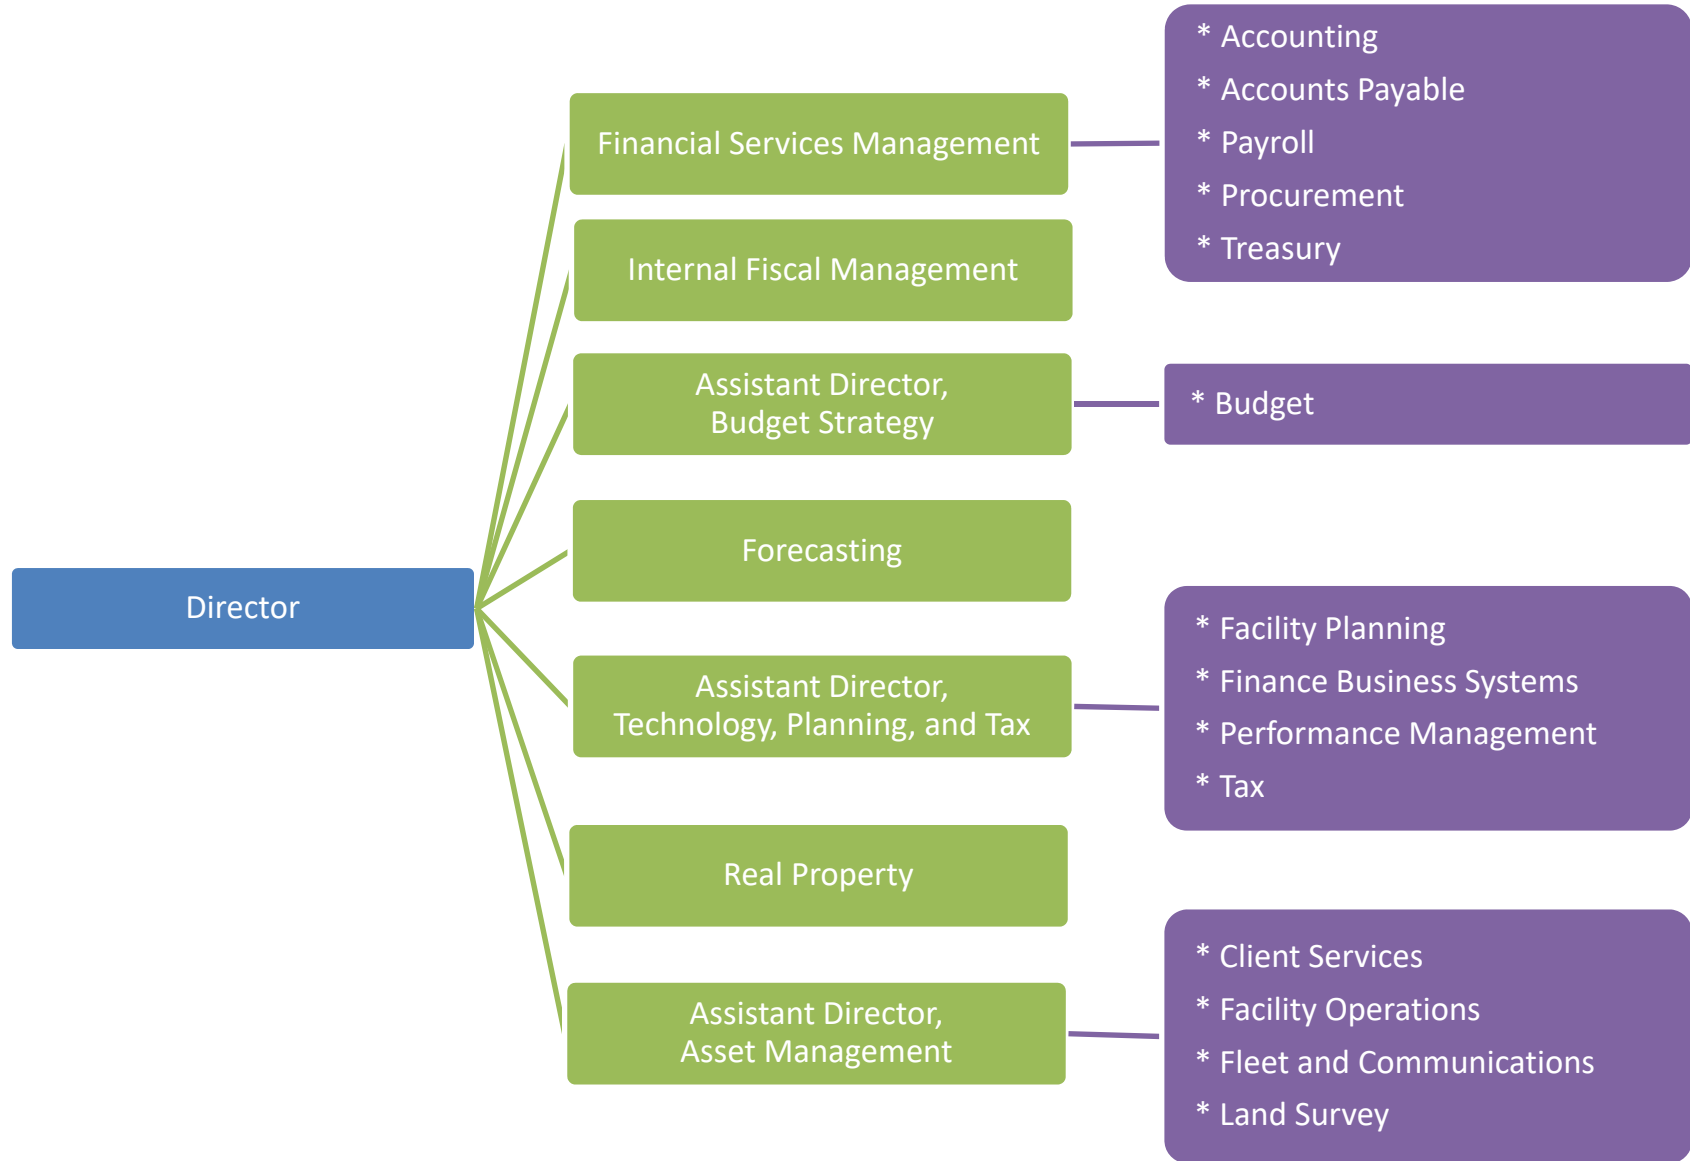 Director
Financial Services Management
* Accounting
* Accounts Payable
* Payroll
* Procurement
* Treasury
Internal Fiscal Management
Assistant Director,
Budget Strategy
* Budget
Forecasting
Assistant Director,
Technology, Planning, and Tax
* Facility Planning
* Finance Business Systems
* Performance Management
* Tax
Real Property
Assistant Director,
Asset Management
* Client Services
* Facility Operations
* Fleet and Communications
* Land Survey